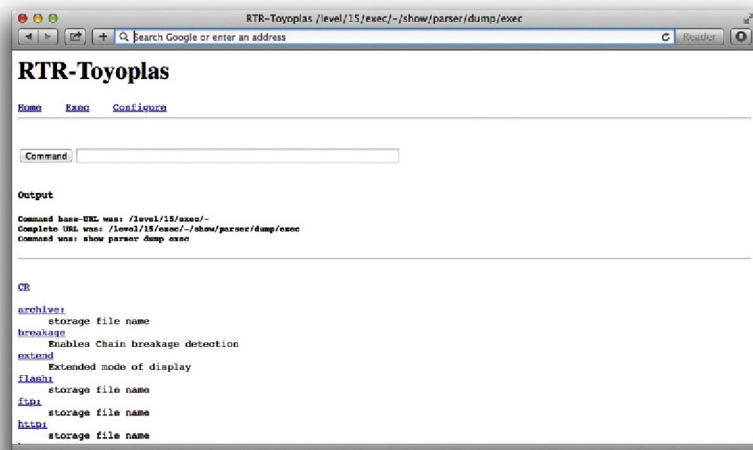 RTR-Toyoplas /level/15/exec/-/show/parser/dump/exec
Search Google or enter an address
Reader
RTR-Toyoplas
Home Exec Configure
Command
Output
Command base-URL was: /level/15/exec/-
Complete URL was: /level/15/exec/-/show/parser/dump/exec
Command was: show parser dump exec
CR
archive:
storage file name
breakage
Enables Chain breakage detection
extend
Extended mode of display
flash:
storage file name
ftp:
storage file name
http:
storage file name